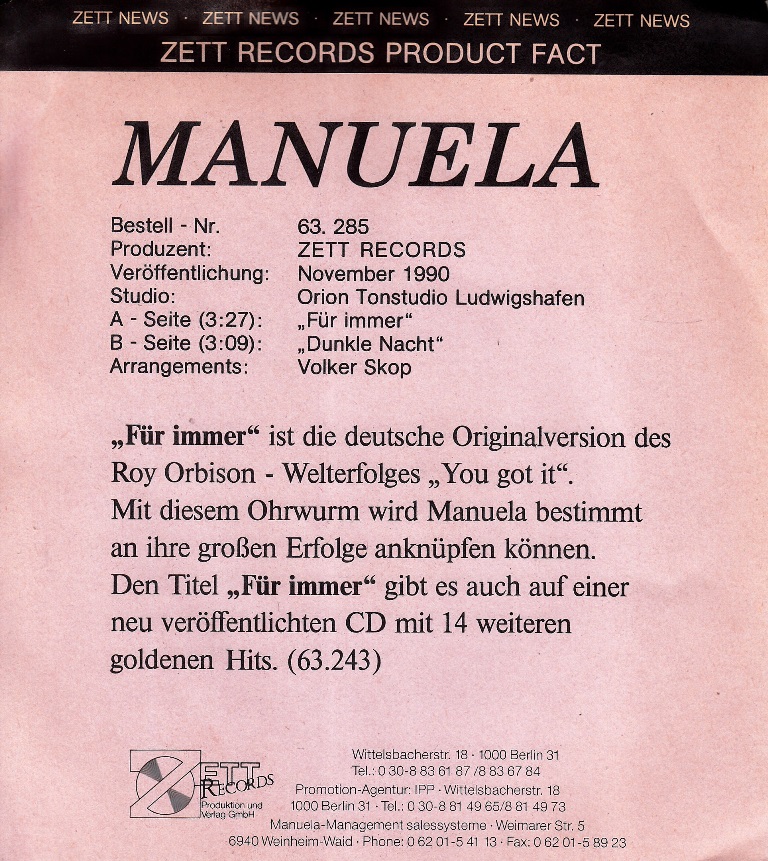 ZETT NEWS · ZETT NEWS · ZETT NEWS · ZETT NEWS · ZETT NEWS
ZETT RECORDS PRODUCT FACT
MANUELA
Bestell - Nr. 63. 285
Produzent: ZETT RECORDS
Veröffentlichung: November 1990
Studio: Orion Tonstudio Ludwigshafen
A - Seite (3:27): „Für immer“
B - Seite (3:09): „Dunkle Nacht“
Arrangements: Volker Skop
„Für immer“ ist die deutsche Originalversion des
Roy Orbison - Welterfolges „You got it“.
Mit diesem Ohrwurm wird Manuela bestimmt
an ihre großen Erfolge anknüpfen können.
Den Titel „Für immer“ gibt es auch auf einer
neu veröffentlichten CD mit 14 weiteren
goldenen Hits. (63.243)
ZETT
RECORDS
Produktion und
Verlag GmbH
Wittelsbacherstr. 18 · 1000 Berlin 31
Tel.: 0 30-8 83 61 87 /8 83 67 84
Promotion-Agentur: IPP · Wittelsbacherstr. 18
1000 Berlin 31 · Tel.: 0 30-8 81 49 65/8 81 49 73
Manuela-Management salessysteme · Weimarer Str. 5
6940 Weinheim-Waid · Phone: 0 62 01-5 41 13 · Fax: 0 62 01-5 89 23